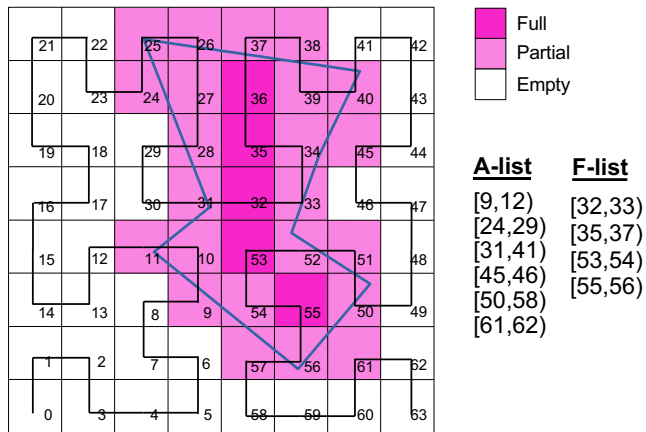 21 22 25 26 37 38 41 42
Full
Partial
Empty
20 23 24 27 36 39 40 43
19 18 29 28 35 34 45 44
16 17 30 31 32 33 46 47
15 12 11 10 53 52 51 48
14 13 8 9 54 55 50 49
1 2 7 6 57 56 61 62
0 3 4 5 58 59 60 63
A-list
[9,12)
[24,29)
[31,41)
[45,46)
[50,58)
[61,62)
F-list
[32,33)
[35,37)
[53,54)
[55,56)